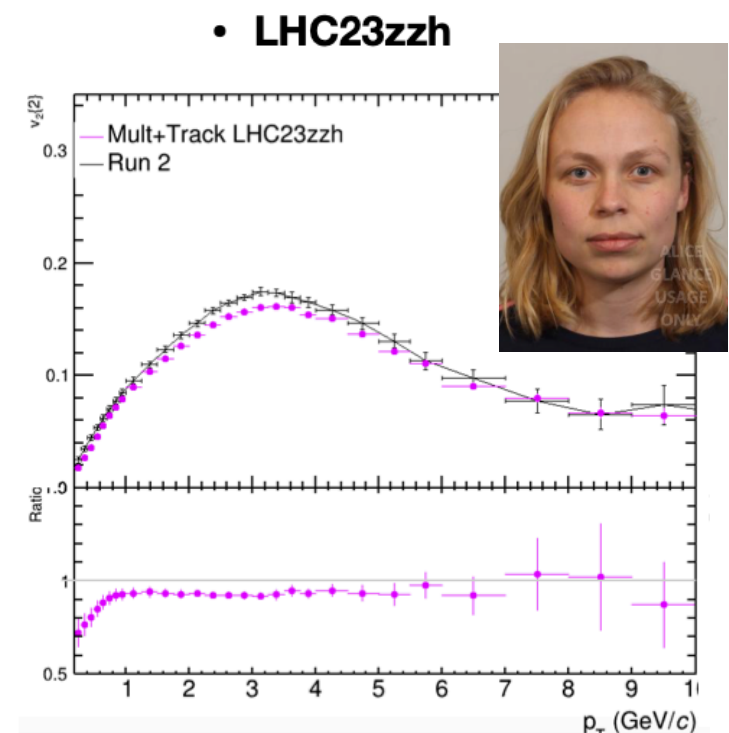 • LHC23zzh
v₂{2}
Mult+Track LHC23zzh
Run 2
0.3
0.2
0.1
ALICE
GLANCE
USAGE
ONLY
Ratio
1
0.5
1 2 3 4 5 6 7 8 9
p_T (GeV/c)